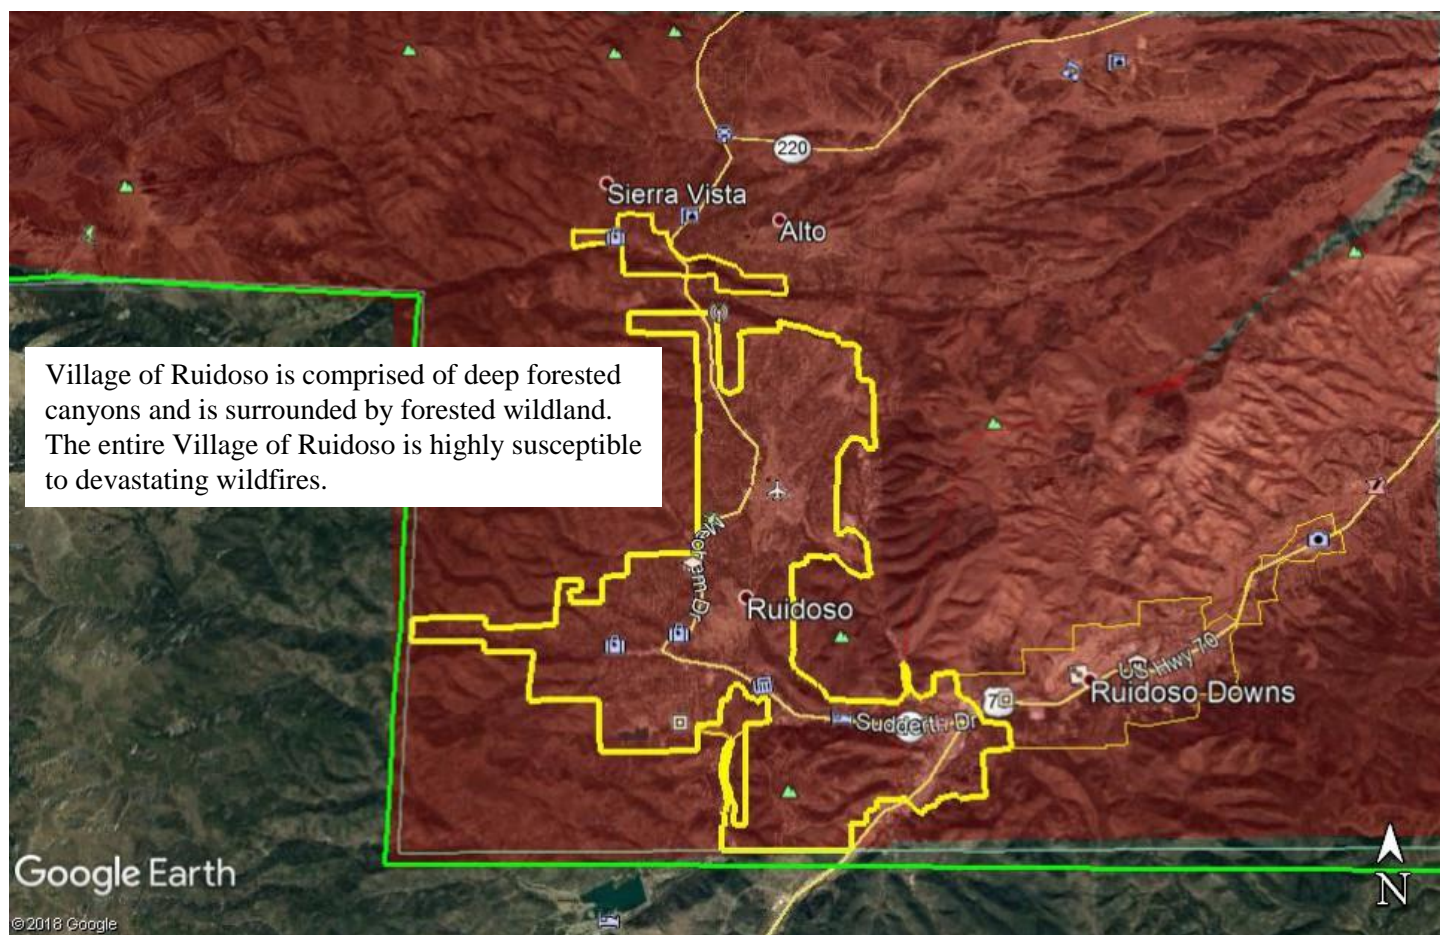 220
Sierra Vista
Alto
Village of Ruidoso is comprised of deep forested
canyons and is surrounded by forested wildland.
The entire Village of Ruidoso is highly susceptible
to devastating wildfires.
Mechem Dr
Ruidoso
US Hwy 70
Ruidoso Downs
Sudderth Dr
Google Earth
N
©2018 Google